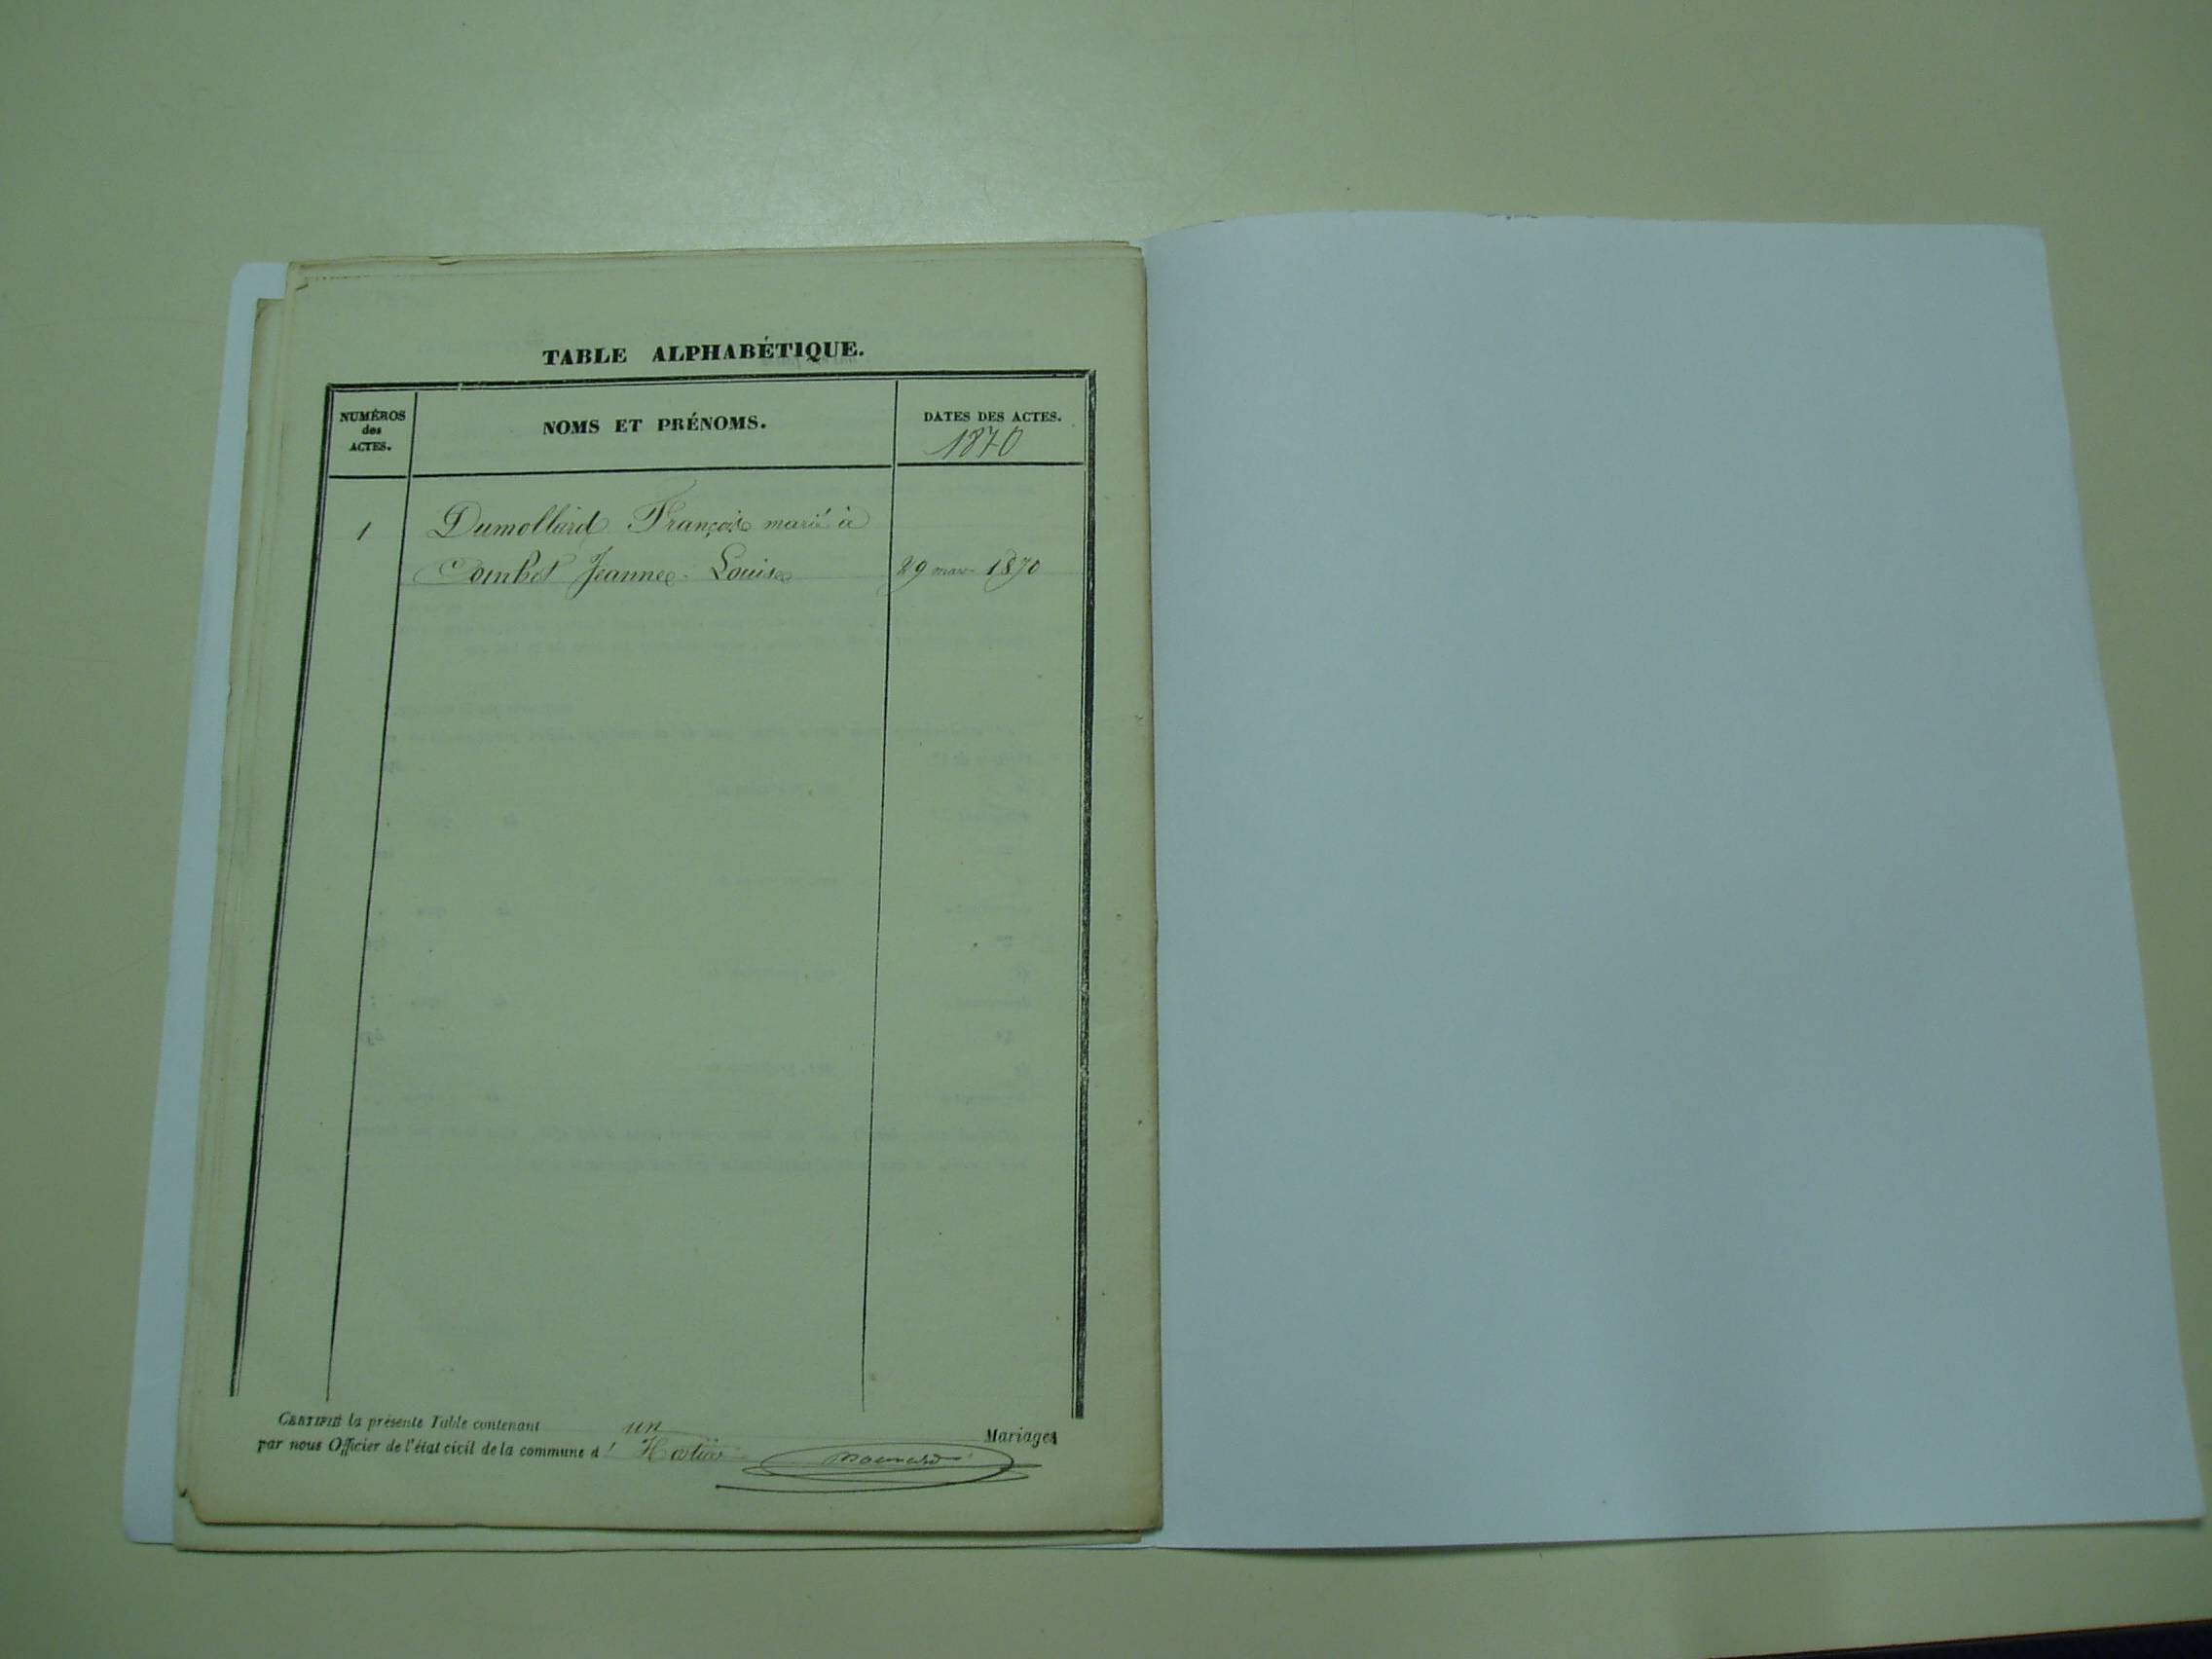 TABLE ALPHABÉTIQUE.
NUMÉROS
des
ACTES.
NOMS ET PRÉNOMS.
DATES DES ACTES.
1870
1 Dumollard François marié à
Combet Jeanne Louise 29 mars 1870
CERTIFIÉ la présente Table contenant un Mariages
par nous Officier de l'état civil de la commune d